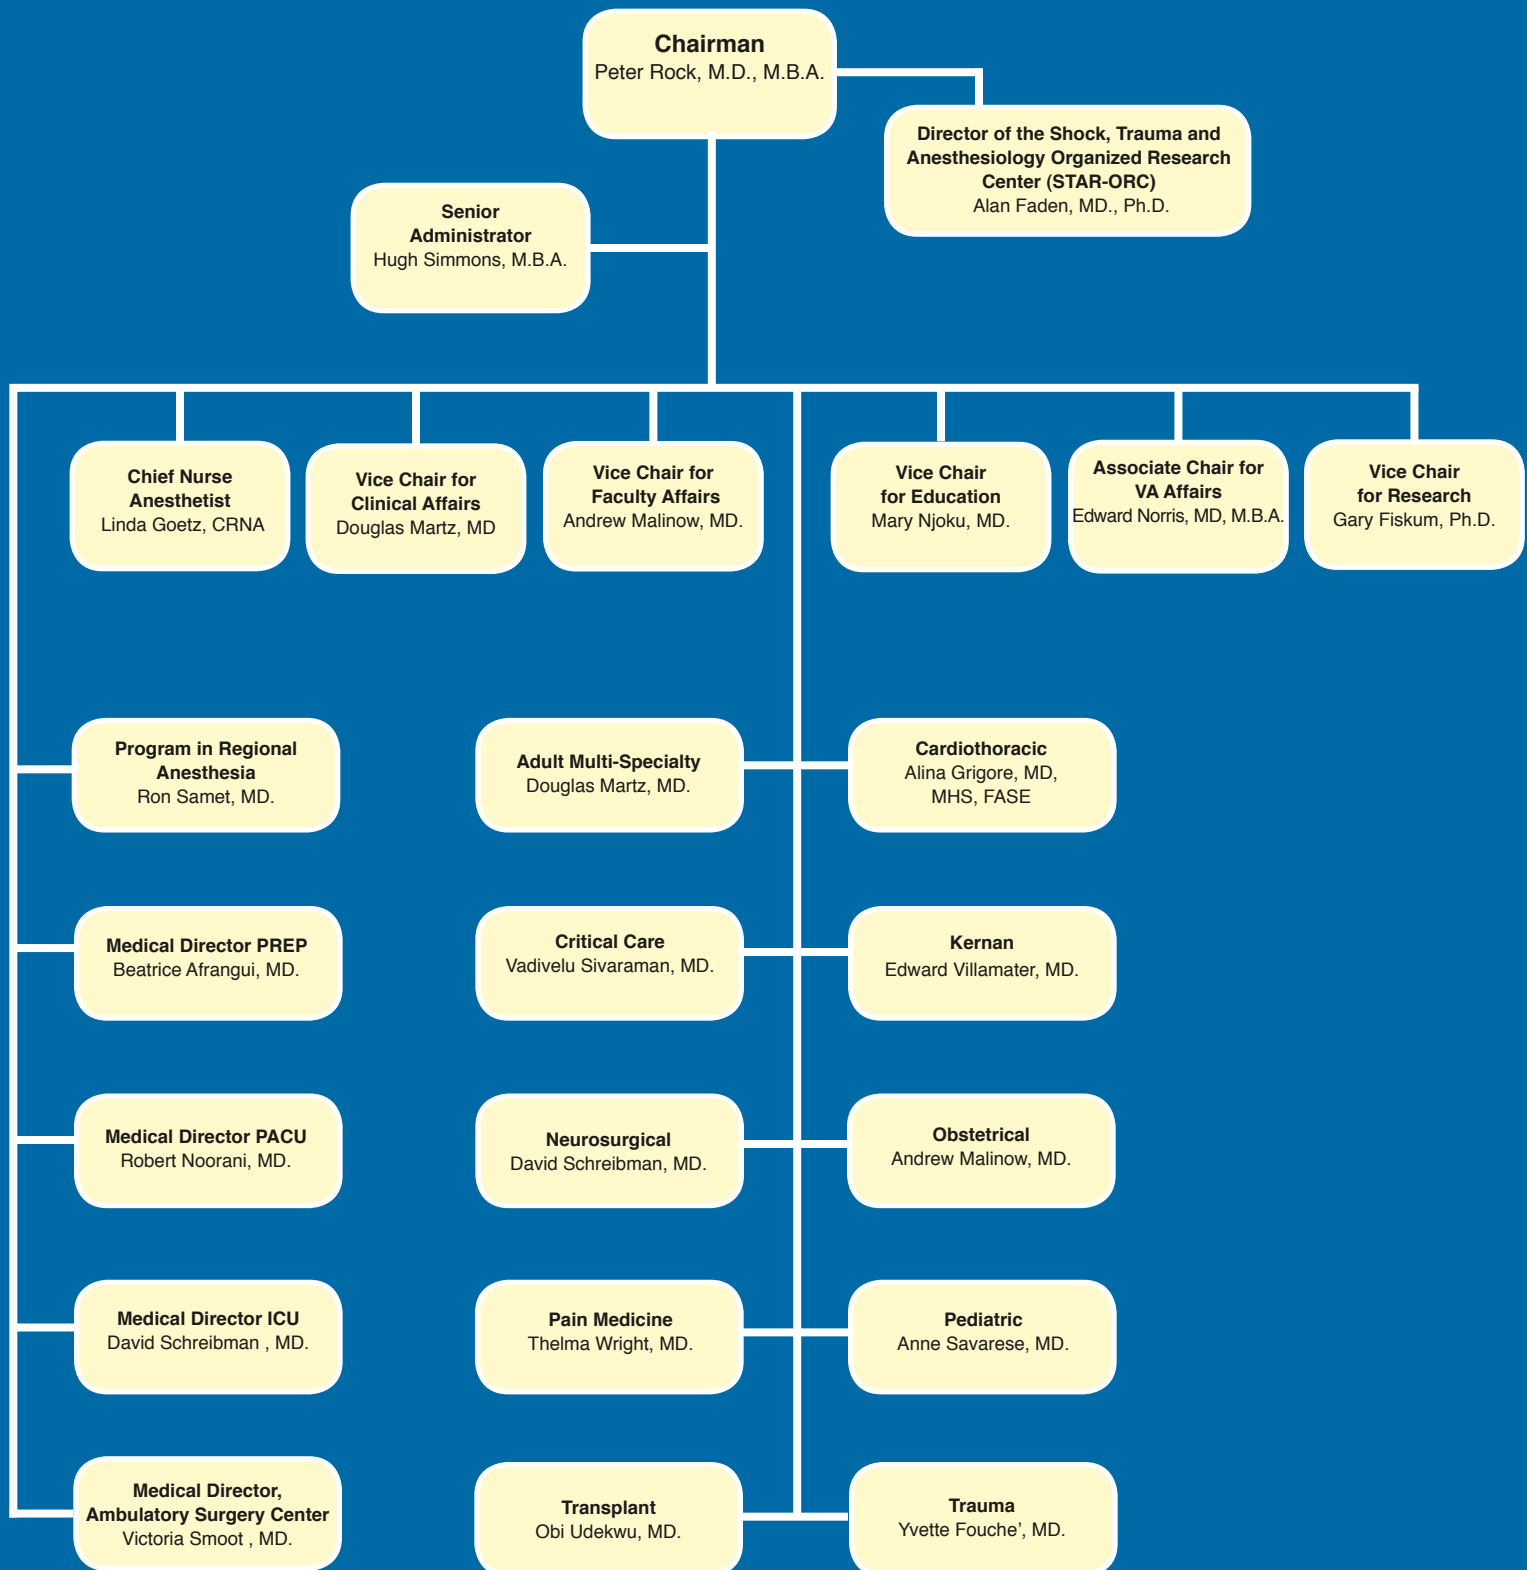 Chairman
Peter Rock, M.D., M.B.A.
Director of the Shock, Trauma and
Anesthesiology Organized Research
Center (STAR-ORC)
Alan Faden, MD., Ph.D.
Senior
Administrator
Hugh Simmons, M.B.A.
Chief Nurse
Anesthetist
Linda Goetz, CRNA
Vice Chair for
Clinical Affairs
Douglas Martz, MD
Vice Chair for
Faculty Affairs
Andrew Malinow, MD.
Vice Chair
for Education
Mary Njoku, MD.
Associate Chair for
VA Affairs
Edward Norris, MD, M.B.A.
Vice Chair
for Research
Gary Fiskum, Ph.D.
Program in Regional
Anesthesia
Ron Samet, MD.
Adult Multi-Specialty
Douglas Martz, MD.
Cardiothoracic
Alina Grigore, MD,
MHS, FASE
Medical Director PREP
Beatrice Afrangui, MD.
Critical Care
Vadivelu Sivaraman, MD.
Kernan
Edward Villamater, MD.
Medical Director PACU
Robert Noorani, MD.
Neurosurgical
David Schreibman, MD.
Obstetrical
Andrew Malinow, MD.
Medical Director ICU
David Schreibman , MD.
Pain Medicine
Thelma Wright, MD.
Pediatric
Anne Savarese, MD.
Medical Director,
Ambulatory Surgery Center
Victoria Smoot , MD.
Transplant
Obi Udekwu, MD.
Trauma
Yvette Fouche’, MD.